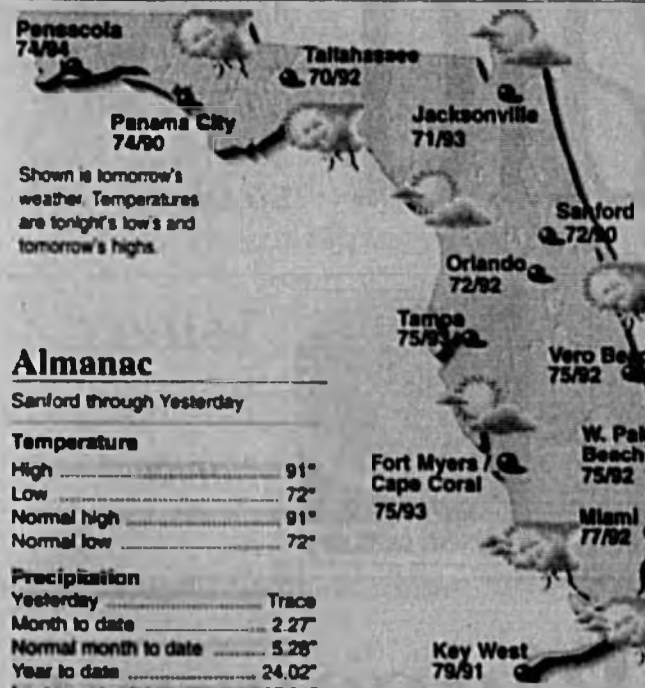 Pensacola
74/94
Tallahassee
70/92
Panama City
74/90
Jacksonville
71/93
Shown is tomorrow's
weather. Temperatures
are tonight's low's and
tomorrow's highs.
Sanford
72/90
Orlando
72/92
Tampa
75/93
Vero Beac
75/92
W. Pal
Beach
75/92
Fort Myers /
Cape Coral
75/93
Miami
77/92
Key West
79/91
Almanac
Sanford through Yesterday
Temperature
High 91°
Low 72°
Normal high 91°
Normal low 72°
Precipitation
Yesterday Trace
Month to date 2.27"
Normal month to date 5.28"
Year to date 24.02"